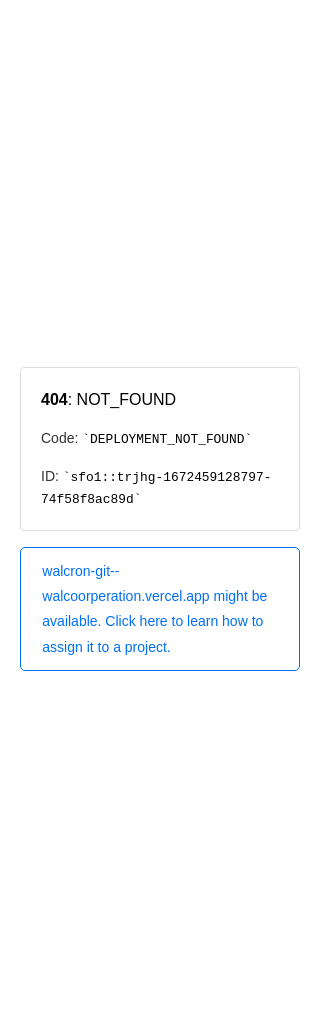 404: NOT_FOUND
Code: `DEPLOYMENT_NOT_FOUND`
ID: `sfo1::trjhg-1672459128797-
74f58f8ac89d`
walcron-git--
walcoorperation.vercel.app might be
available. Click here to learn how to
assign it to a project.